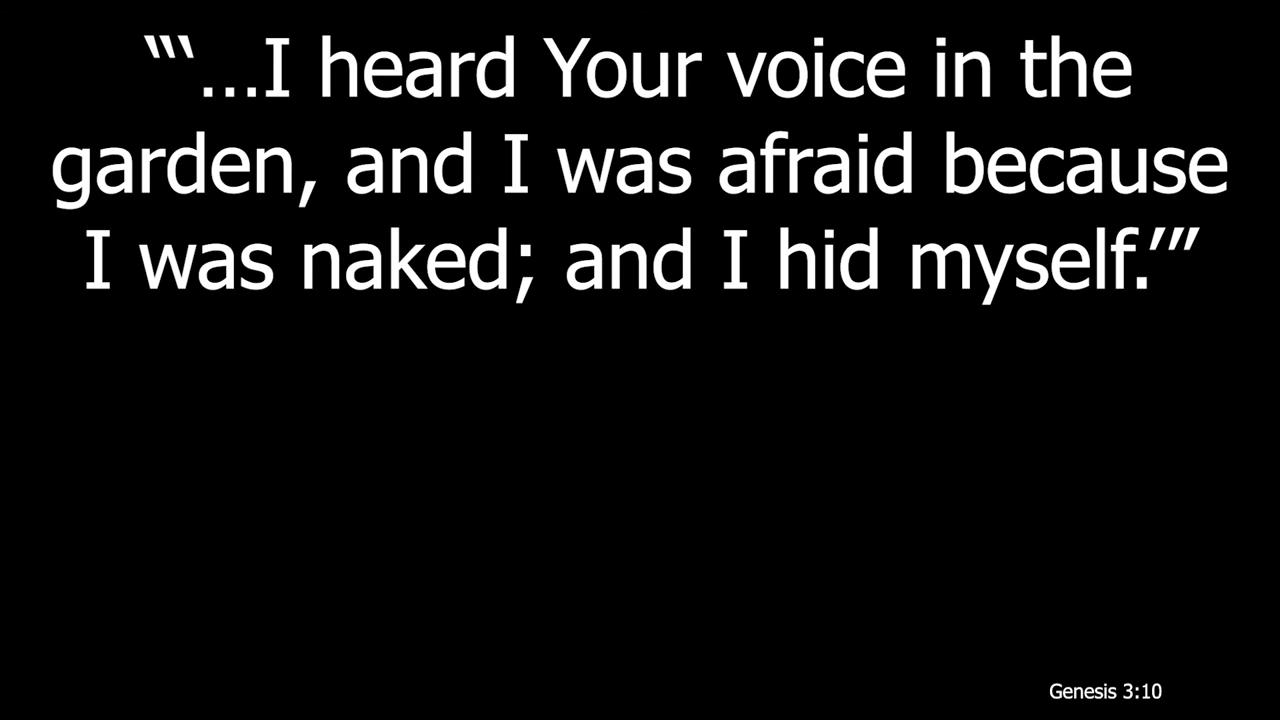 “‘…I heard Your voice in the
garden, and I was afraid because
I was naked; and I hid myself.’”
Genesis 3:10